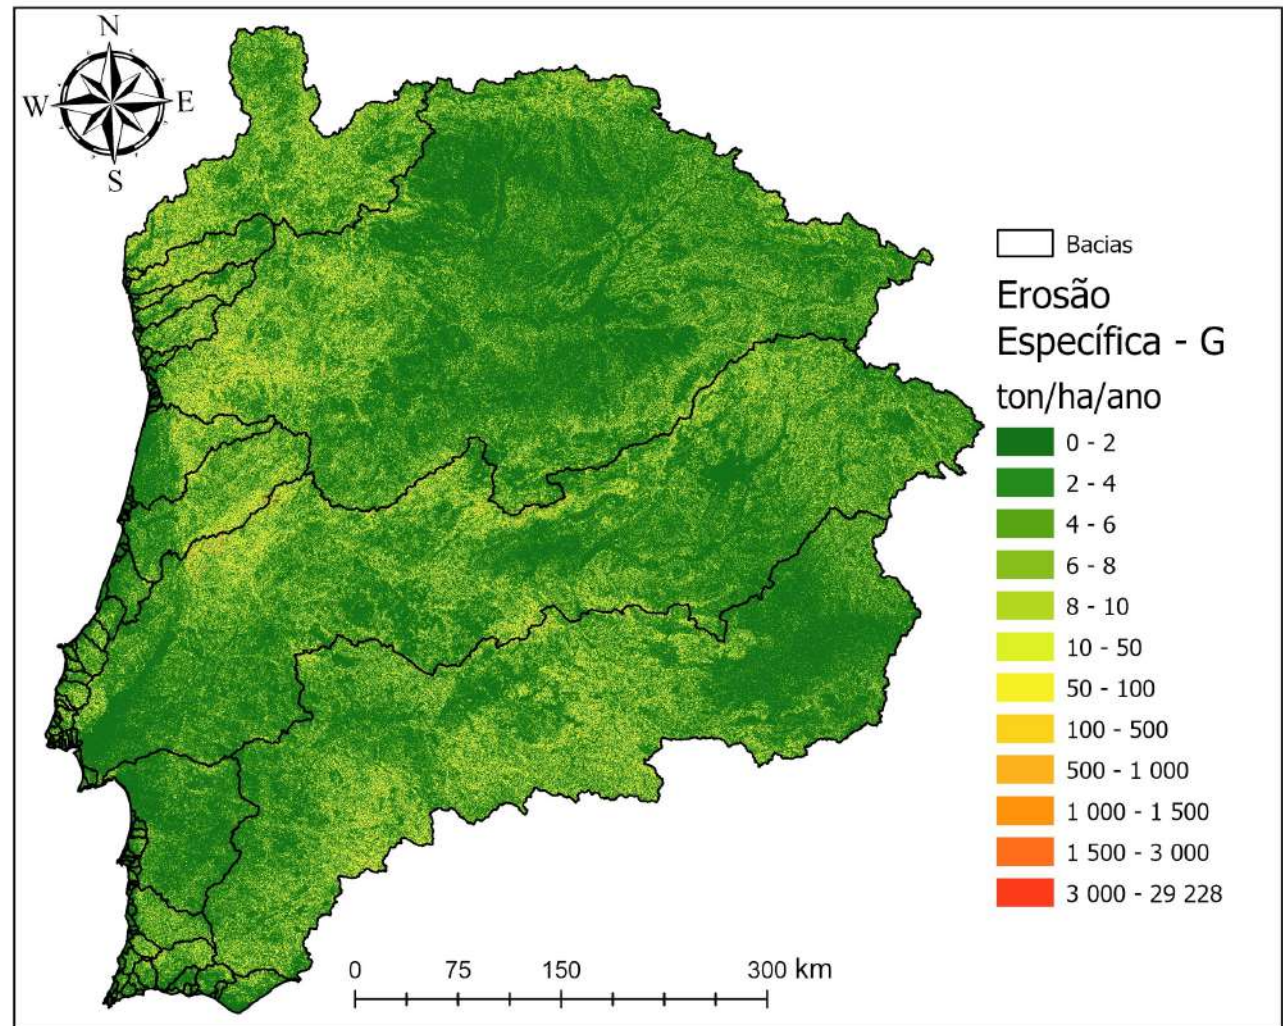 N
W
E
S
Bacias
Erosão
Específica - G
ton/ha/ano
0 - 2
2 - 4
4 - 6
6 - 8
8 - 10
10 - 50
50 - 100
100 - 500
500 - 1 000
1 000 - 1 500
1 500 - 3 000
3 000 - 29 228
0 75 150 300 km